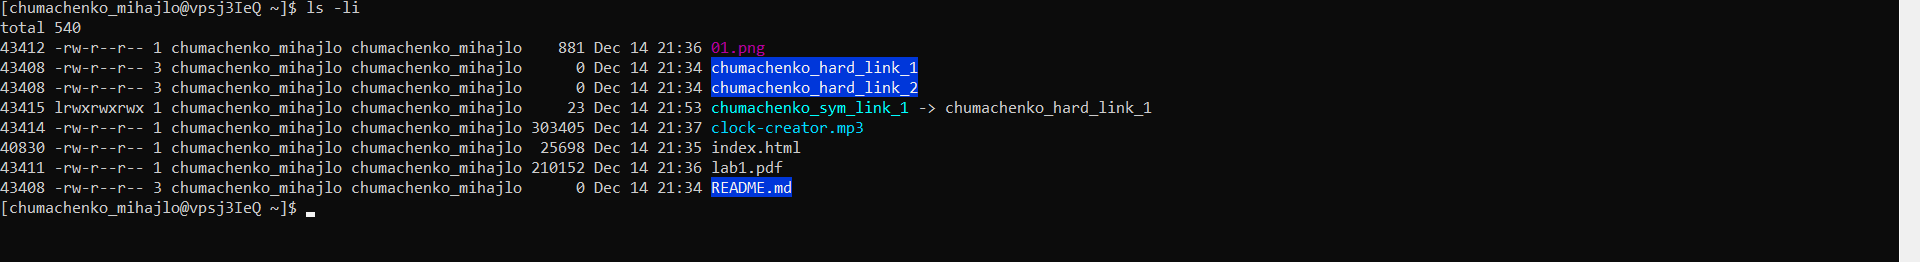 [chumachenko_mihajlo@vpsj3IeQ ~]$ ls -li
total 540
43412 -rw-r--r-- 1 chumachenko_mihajlo chumachenko_mihajlo    881 Dec 14 21:36 01.png
43408 -rw-r--r-- 3 chumachenko_mihajlo chumachenko_mihajlo      0 Dec 14 21:34 chumachenko_hard_link_1
43408 -rw-r--r-- 3 chumachenko_mihajlo chumachenko_mihajlo      0 Dec 14 21:34 chumachenko_hard_link_2
43415 lrwxrwxrwx 1 chumachenko_mihajlo chumachenko_mihajlo     23 Dec 14 21:53 chumachenko_sym_link_1 -> chumachenko_hard_link_1
43414 -rw-r--r-- 1 chumachenko_mihajlo chumachenko_mihajlo 303405 Dec 14 21:37 clock-creator.mp3
40830 -rw-r--r-- 1 chumachenko_mihajlo chumachenko_mihajlo  25698 Dec 14 21:35 index.html
43411 -rw-r--r-- 1 chumachenko_mihajlo chumachenko_mihajlo 210152 Dec 14 21:36 lab1.pdf
43408 -rw-r--r-- 3 chumachenko_mihajlo chumachenko_mihajlo      0 Dec 14 21:34 README.md
[chumachenko_mihajlo@vpsj3IeQ ~]$